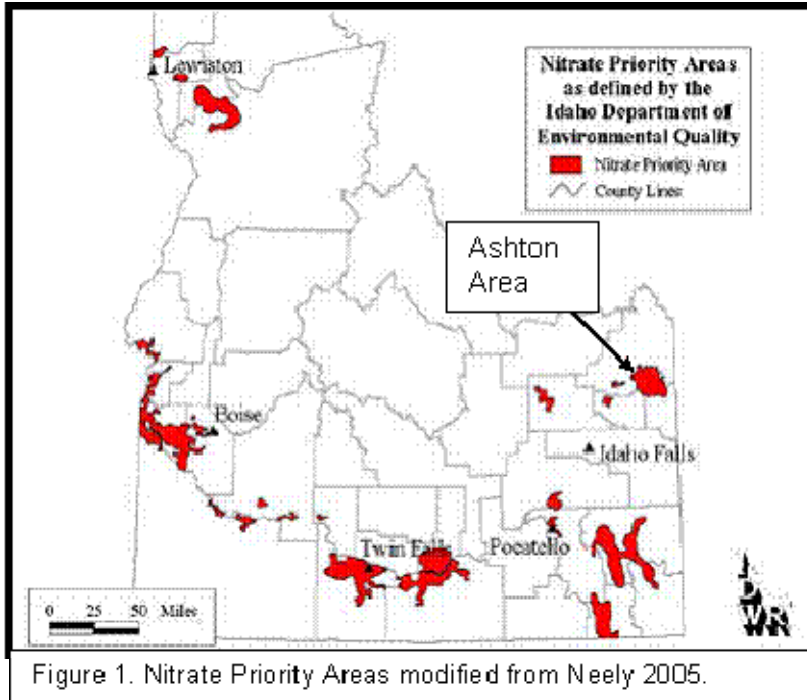 Lewiston
Nitrate Priority Areas
as defined by the
Idaho Department of
Environmental Quality
Nitrate Priority Area
County Lines
Ashton
Area
Boise
Idaho Falls
Twin Falls
Pocatello
0 25 50 Miles
IDWR
Figure 1. Nitrate Priority Areas modified from Neely 2005.